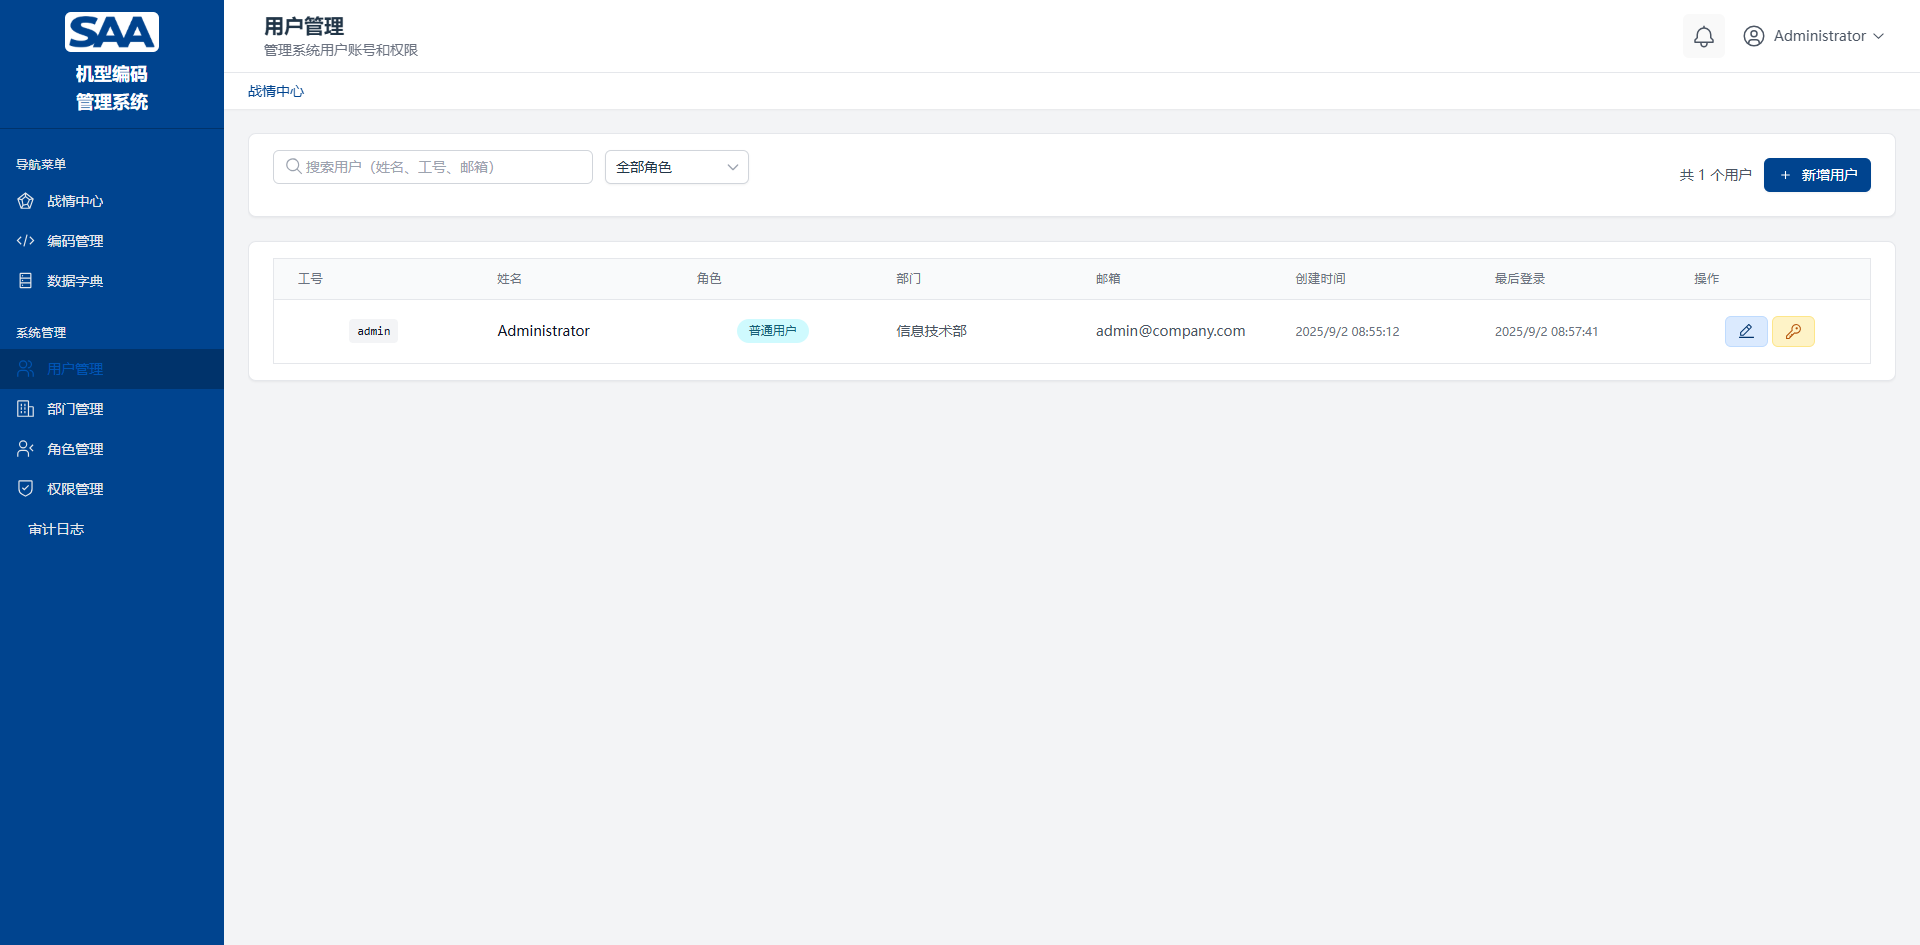 SAA
机型编码
管理系统
导航菜单
战情中心
编码管理
数据字典
系统管理
用户管理
部门管理
角色管理
权限管理
审计日志
用户管理
管理系统用户账号和权限
Administrator
战情中心
搜索用户（姓名、工号、邮箱）
全部角色
共 1 个用户
+ 新增用户
工号 姓名 角色 部门 邮箱 创建时间 最后登录 操作
admin Administrator 普通用户 信息技术部 admin@company.com 2025/9/2 08:55:12 2025/9/2 08:57:41